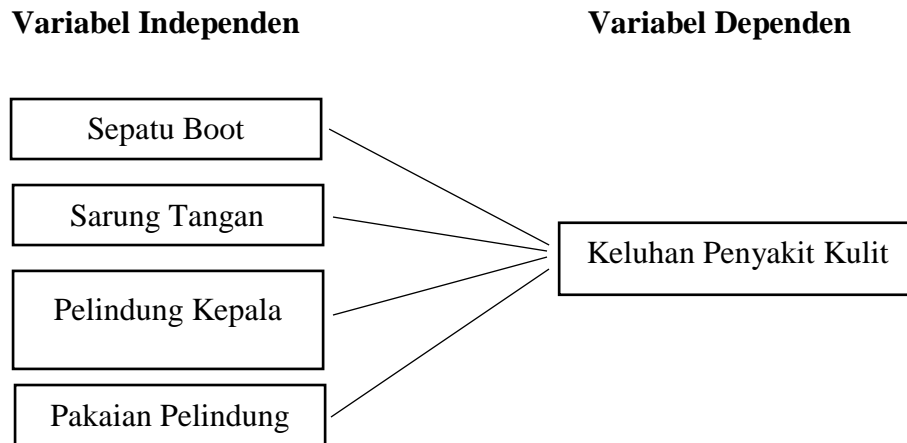 Variabel Independen
Variabel Dependen
Sepatu Boot
Sarung Tangan
Keluhan Penyakit Kulit
Pelindung Kepala
Pakaian Pelindung